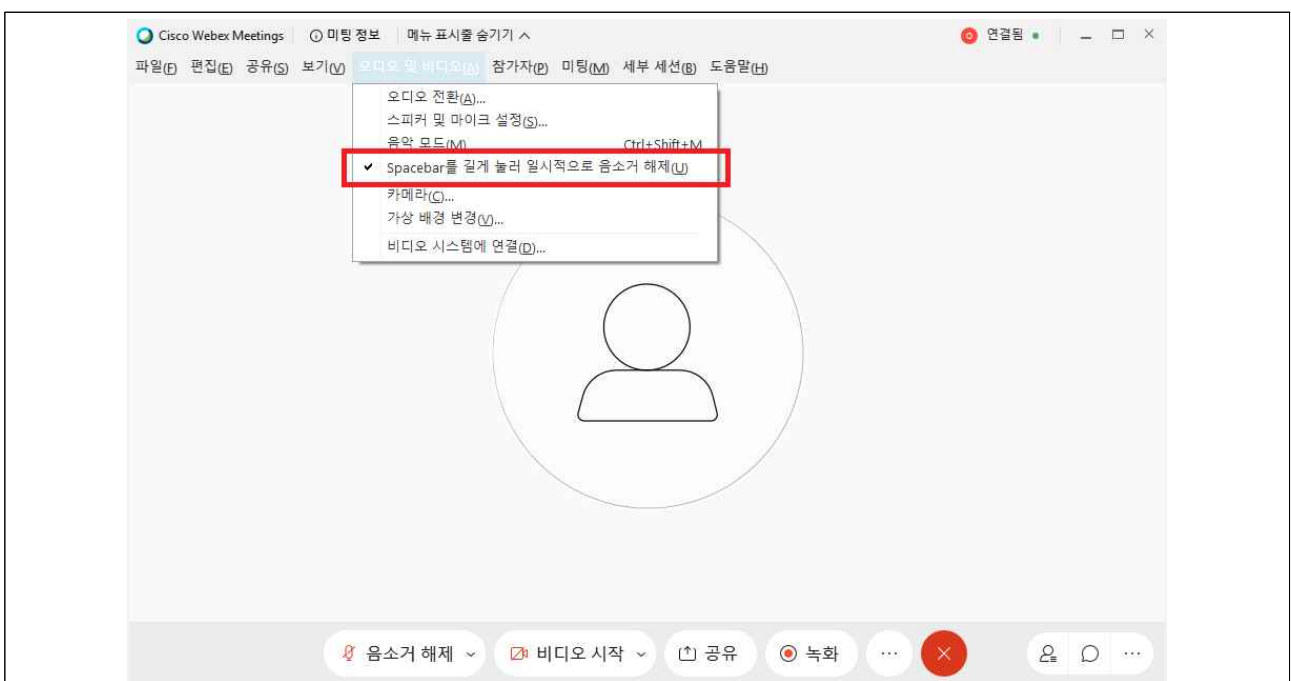 Cisco Webex Meetings 미팅 정보 메뉴 표시줄 숨기기 연결됨
파일(F) 편집(E) 공유(S) 보기(V) 오디오 및 비디오(A) 참가자(P) 미팅(M) 세부 세션(B) 도움말(H)
오디오 전환(A)...
스피커 및 마이크 설정(S)...
음악 모드(M) Ctrl+Shift+M
✔ Spacebar를 길게 눌러 일시적으로 음소거 해제(U)
카메라(C)...
가상 배경 변경(V)...
비디오 시스템에 연결(D)...
음소거 해제 비디오 시작 공유 녹화 ... ...